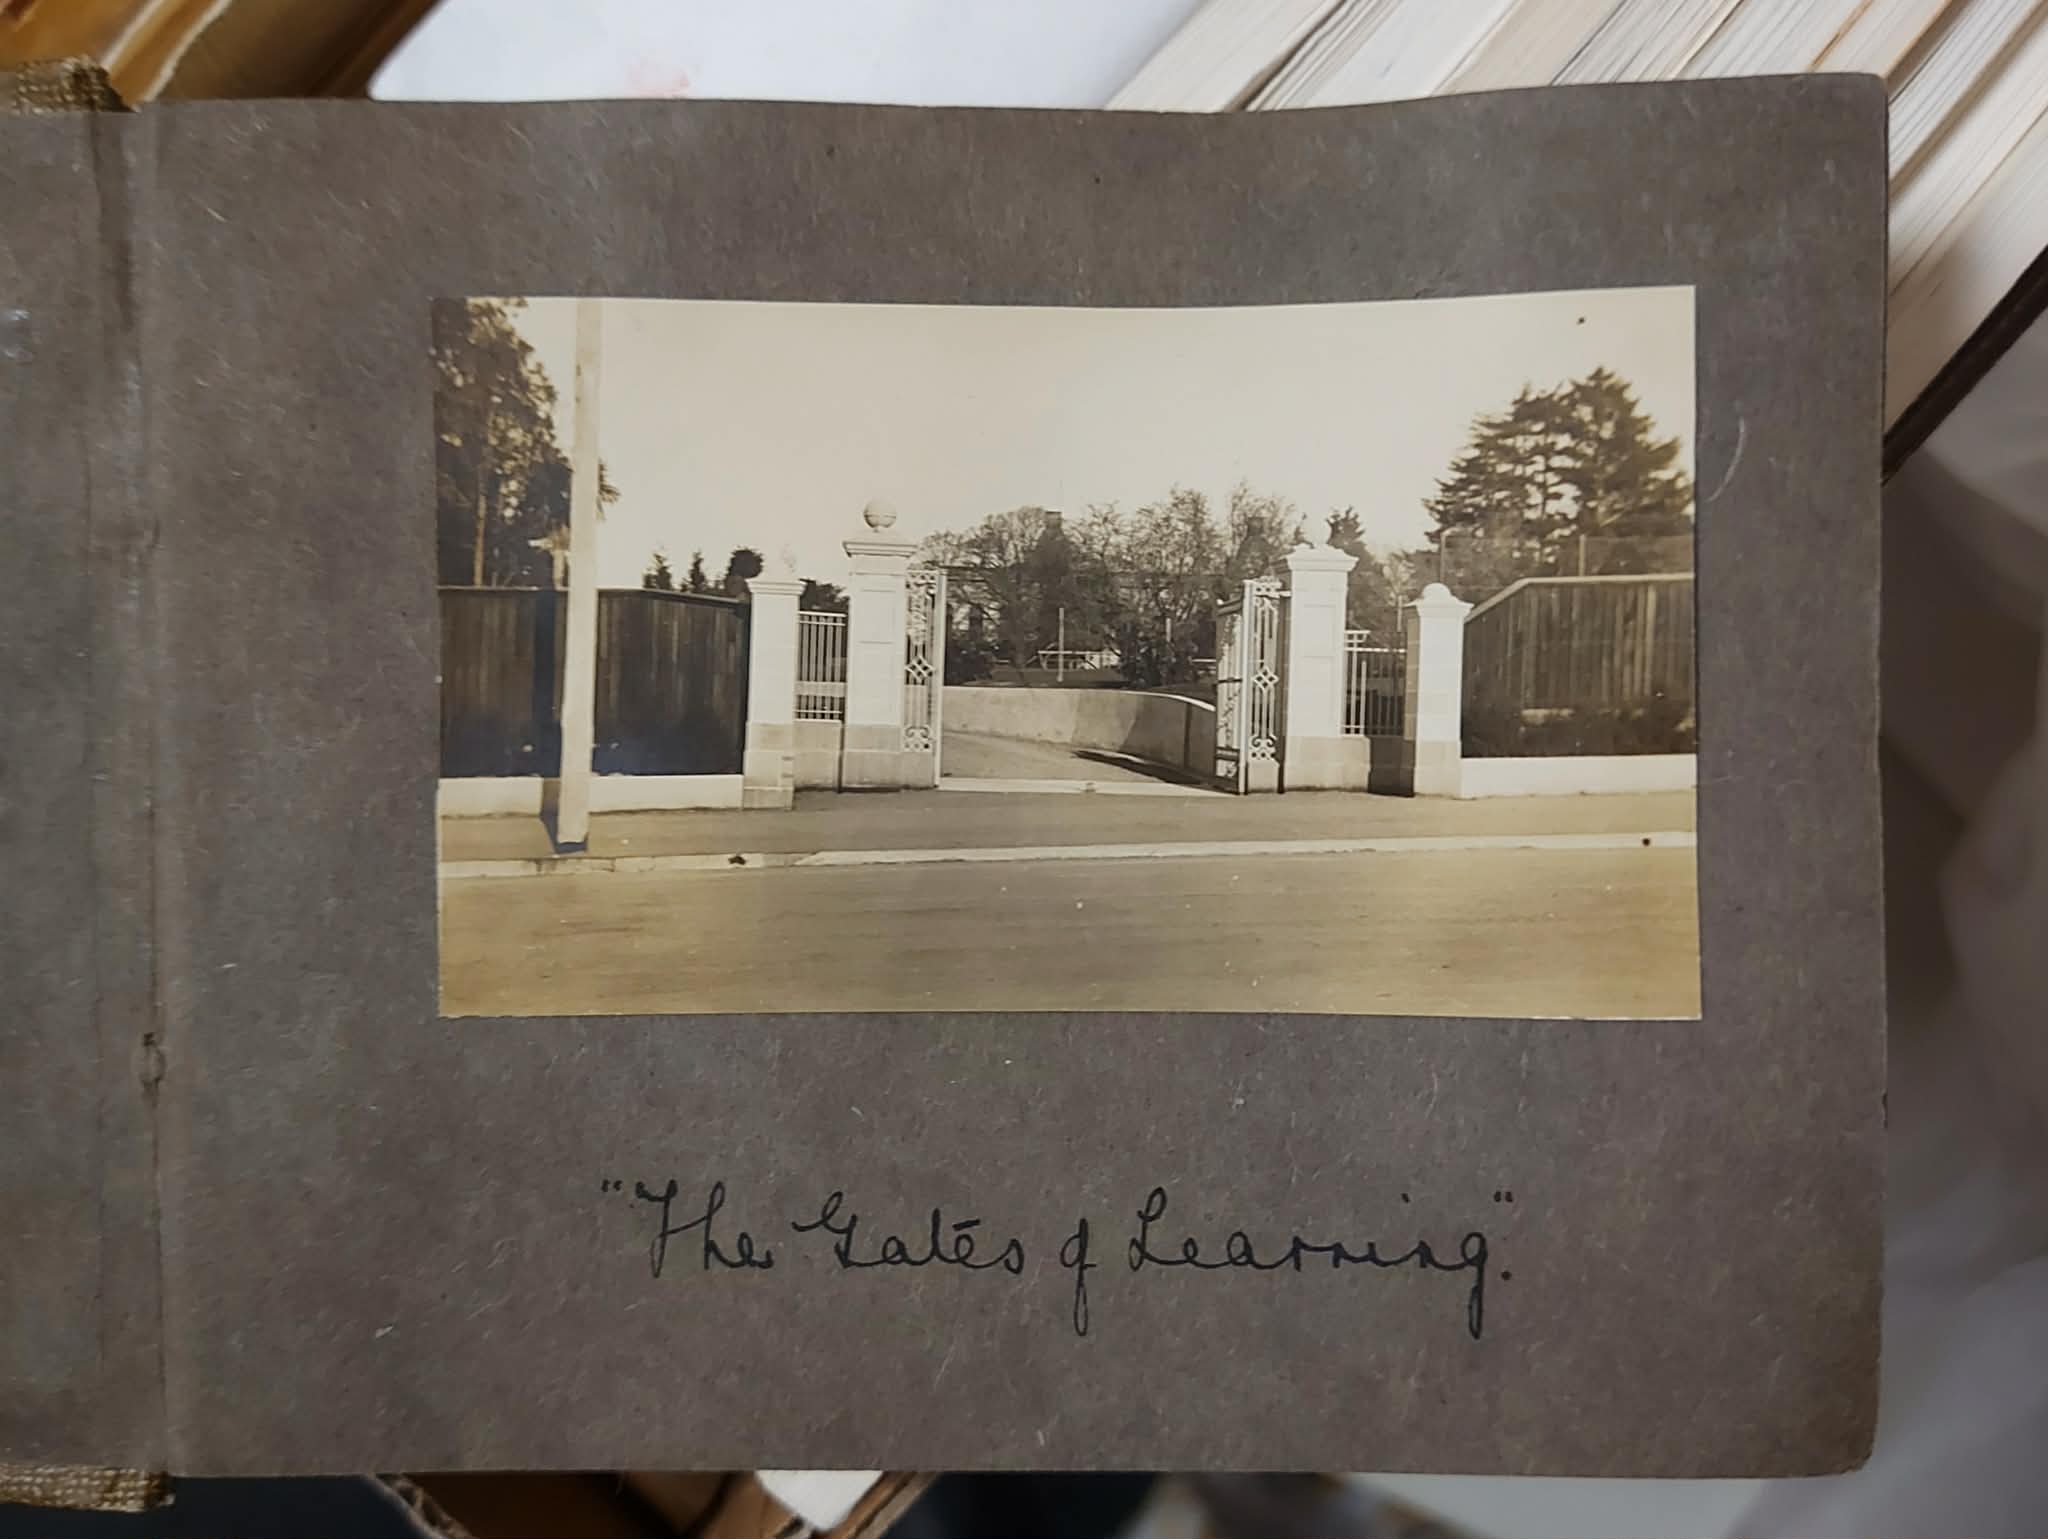 "The Gates of Learning".